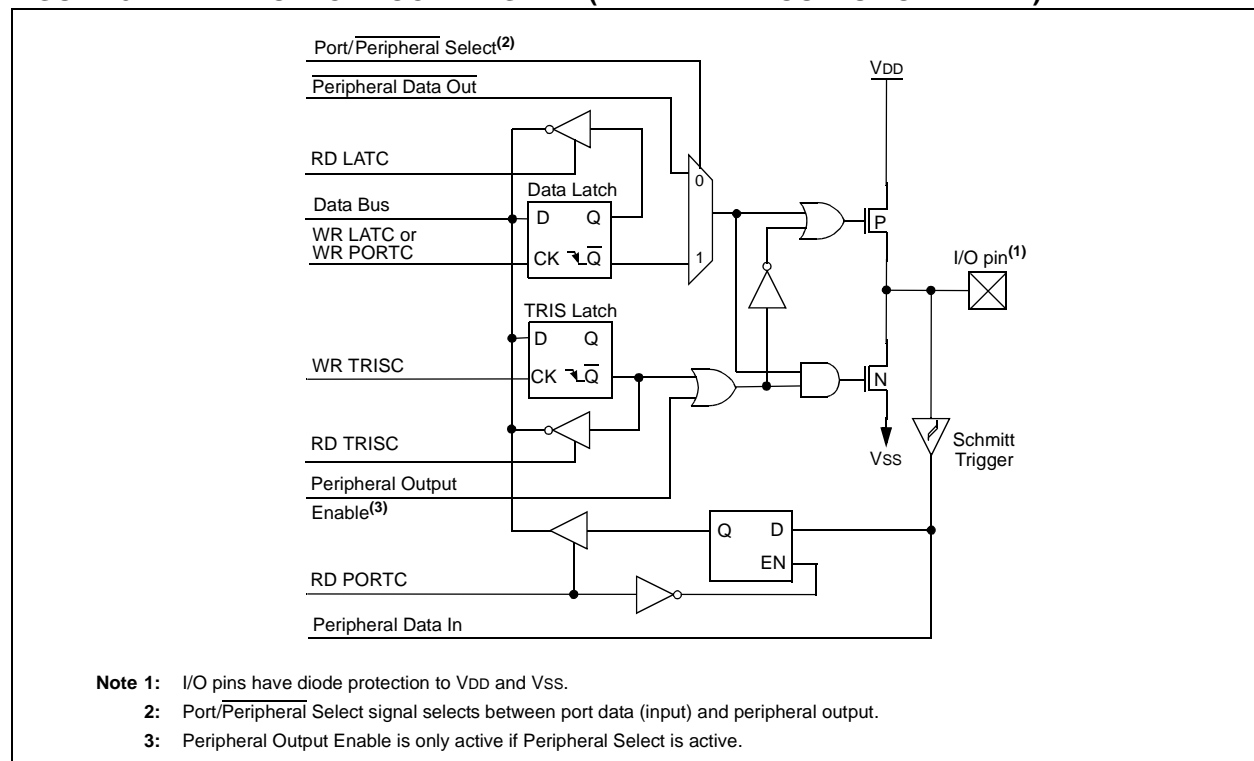 Port/Peripheral Select(2)
VDD
Peripheral Data Out
RD LATC
0
Data Latch
Data Bus
D Q
P
WR LATC or
WR PORTC
CK Q
1
I/O pin(1)
TRIS Latch
D Q
WR TRISC
CK Q
N
RD TRISC
VSS
Schmitt
Trigger
Peripheral Output
Enable(3)
Q D
EN
RD PORTC
Peripheral Data In
Note 1: I/O pins have diode protection to VDD and VSS.
2: Port/Peripheral Select signal selects between port data (input) and peripheral output.
3: Peripheral Output Enable is only active if Peripheral Select is active.